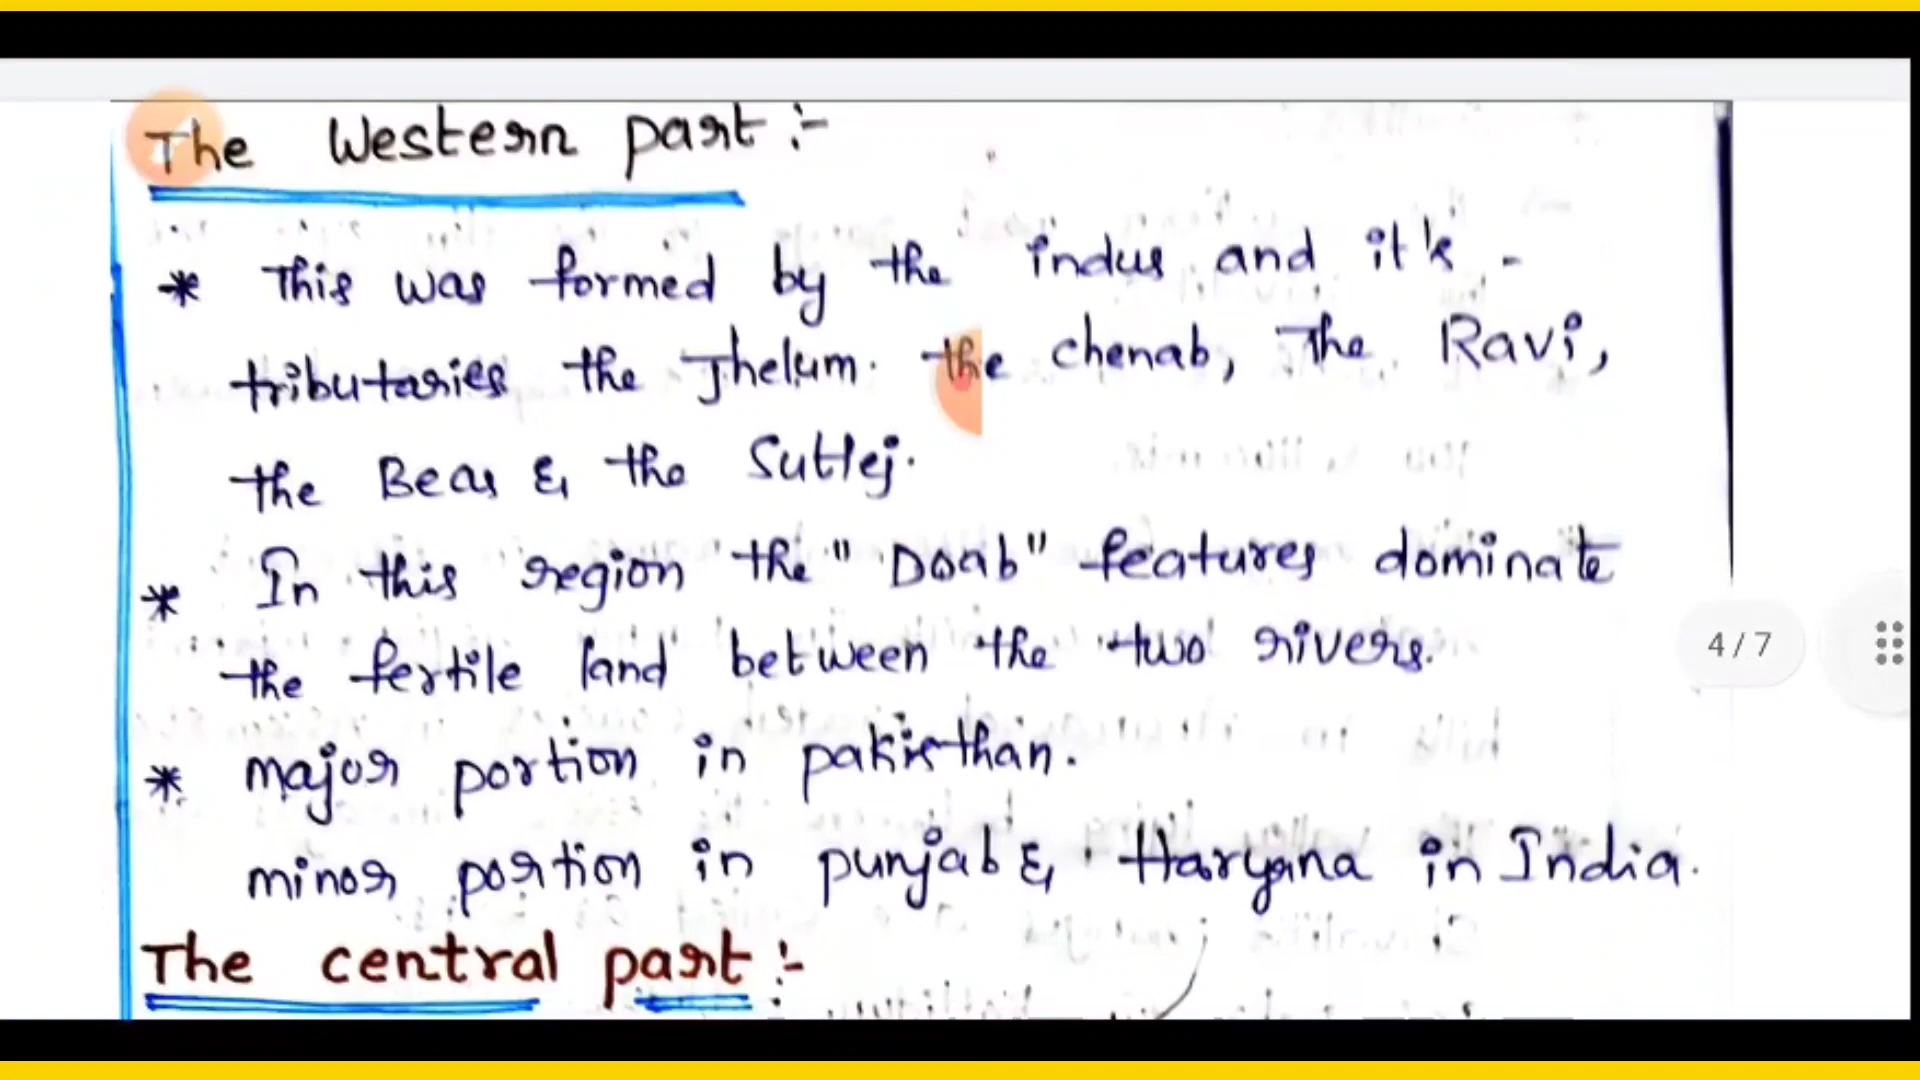 The Western part :-
* This was formed by the indus and it's -
tributaries the Jhelum. the chenab, The Ravi,
the Beas & the Sutlej.
* In this region the "Doab" features dominate
the fertile land between the two rivers.
* major portion in pakisthan.
minor portion in punjab & Haryana in India.
4/7
The central part :-